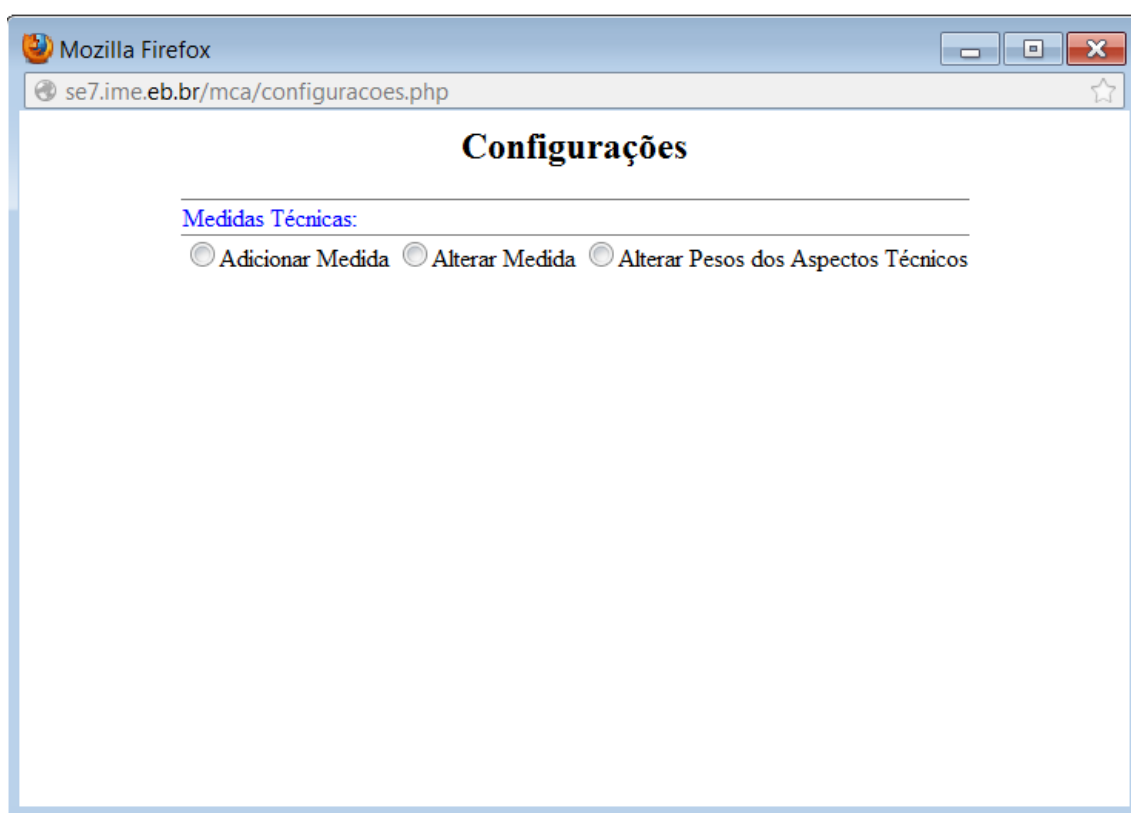 Mozilla Firefox
se7.ime.eb.br/mca/configuracoes.php
Configurações
Medidas Técnicas:
Adicionar Medida Alterar Medida Alterar Pesos dos Aspectos Técnicos